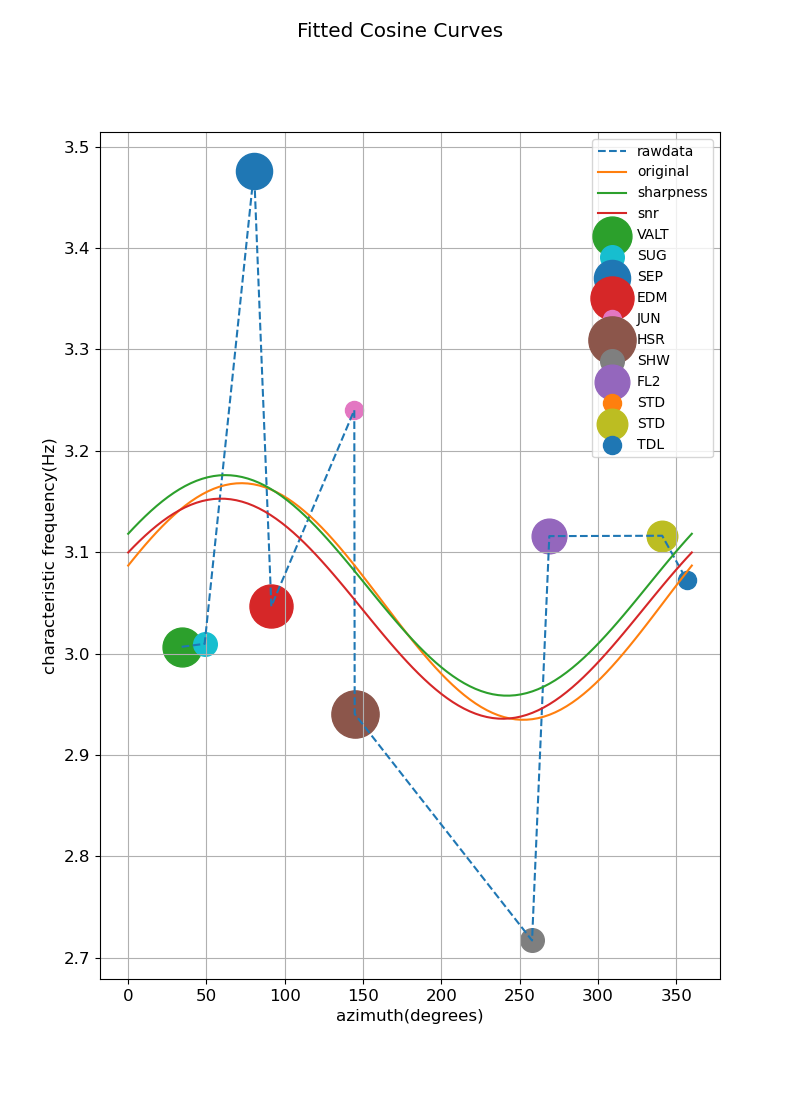 Fitted Cosine Curves
3.5
3.4
3.3
3.2
3.1
3.0
2.9
2.8
2.7
characteristic frequency(Hz)
rawdata
original
sharpness
snr
VALT
SUG
SEP
EDM
JUN
HSR
SHW
FL2
STD
STD
TDL
0 50 100 150 200 250 300 350
azimuth(degrees)